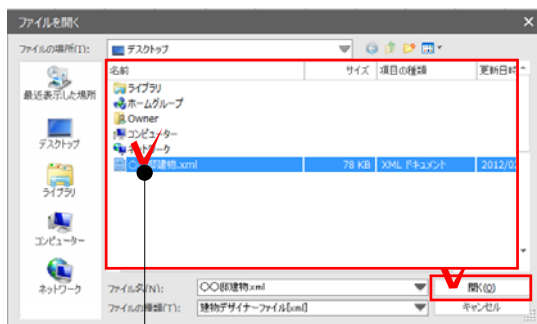 ファイルを開く
ファイルの場所(I):
デスクトップ
名前 サイズ 項目の種類 更新日時
ライブラリ
ホームグループ
Owner
コンピューター
ネットワーク
〇〇邸建物.xml 78 KB XML ドキュメント 2012/0
最近表示した場所
デスクトップ
ライブラリ
コンピューター
ネットワーク
ファイル名(N): 〇〇邸建物.xml 開く(O)
ファイルの種類(T): 建物デザイナーファイル[xml] キャンセル